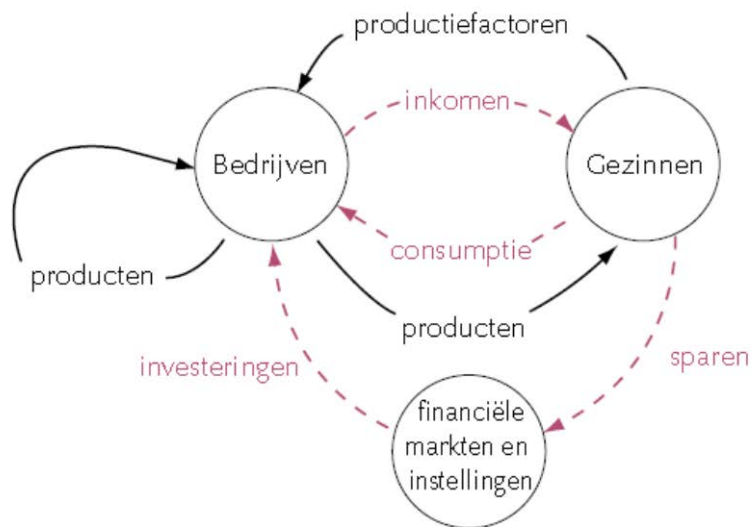 productiefactoren
inkomen
Bedrijven
Gezinnen
consumptie
producten
producten
investeringen
sparen
financiële
markten en
instellingen